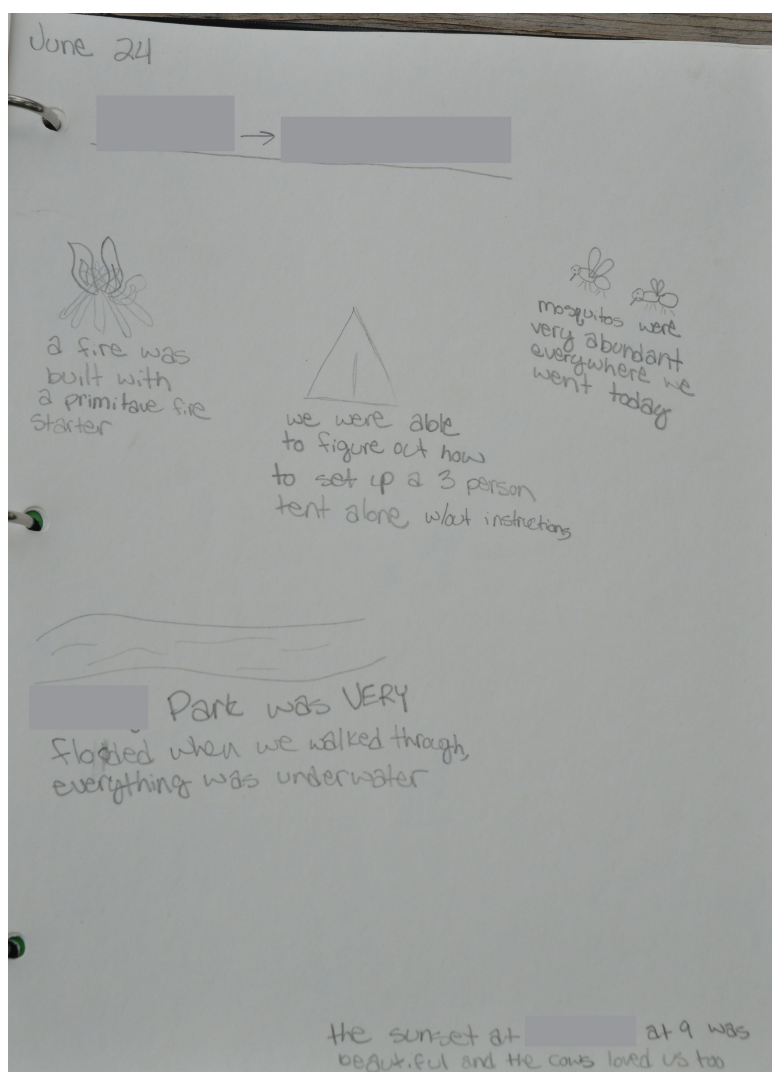 June 24
→
a fire was
built with
a primitave fire
starter
we were able
to figure out how
to set up a 3 person
tent alone w/out instructions
mosquitos were
very abundant
everywhere we
went today
Park was VERY
flooded when we walked through,
everything was underwater
the sunset at at 9 was
beautiful and the cows loved us too